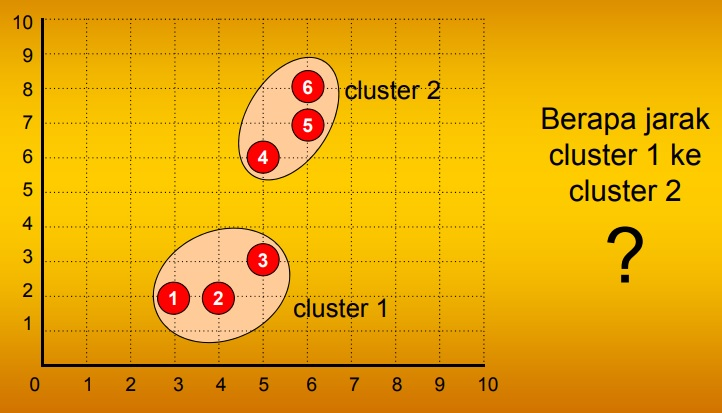 10
9
8
7
6
5
4
3
2
1
0 1 2 3 4 5 6 7 8 9 10
6
5
4
cluster 2
3
1 2
cluster 1
Berapa jarak
cluster 1 ke
cluster 2
?